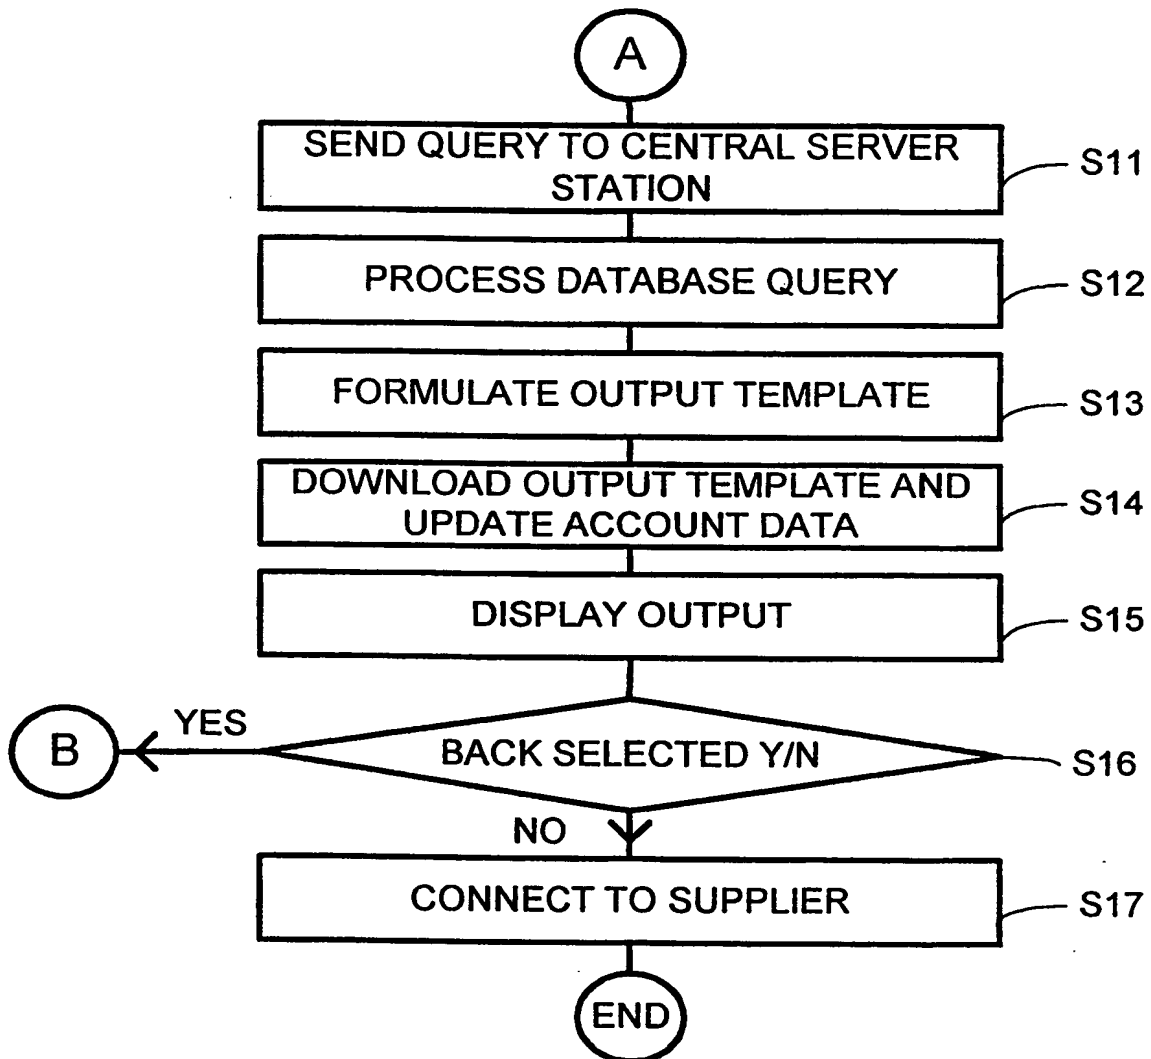 A
SEND QUERY TO CENTRAL SERVER
STATION
S11
PROCESS DATABASE QUERY
S12
FORMULATE OUTPUT TEMPLATE
S13
DOWNLOAD OUTPUT TEMPLATE AND
UPDATE ACCOUNT DATA
S14
DISPLAY OUTPUT
S15
B
YES
BACK SELECTED Y/N
S16
NO
CONNECT TO SUPPLIER
S17
END